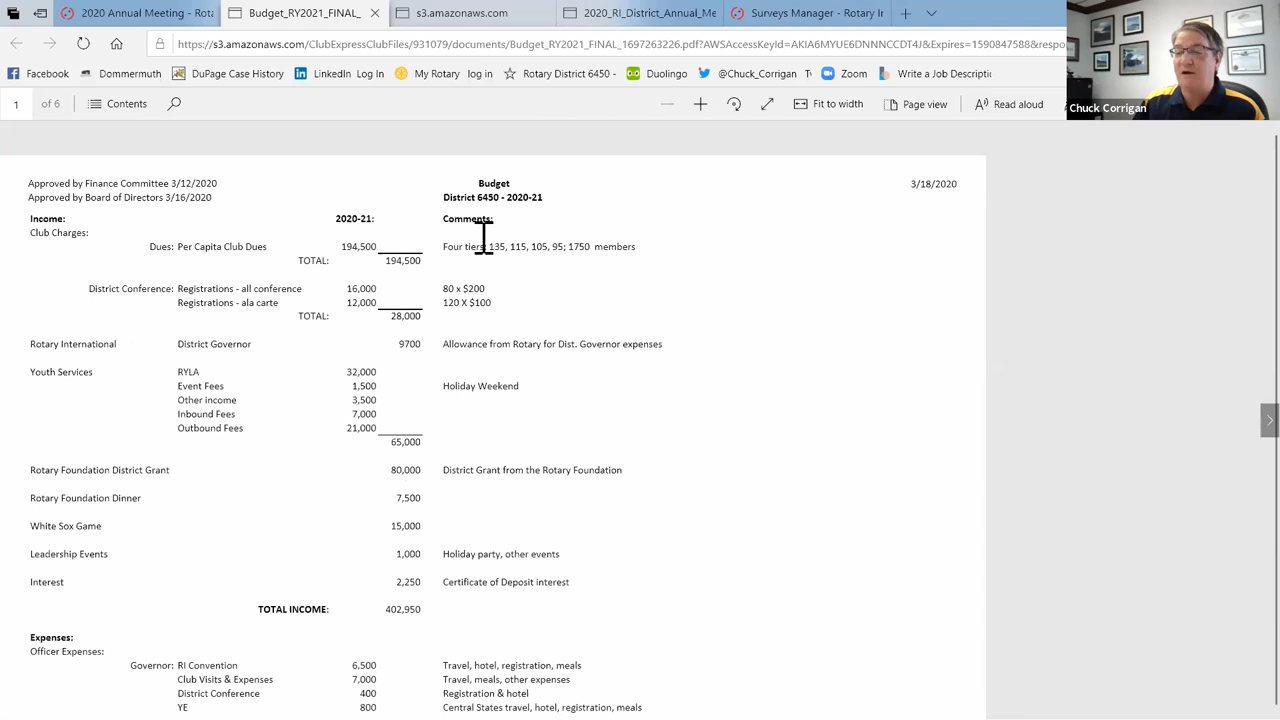 2020 Annual Meeting - Rota
Budget_RY2021_FINAL_
s3.amazonaws.com
2020_RI_District_Annual_M
Surveys Manager - Rotary In
https://s3.amazonaws.com/ClubExpressClubFiles/931079/documents/Budget_RY2021_FINAL_1697263226.pdf?AWSAccessKeyId=AKIA6MYUE6DNNNCCDT4J&Expires=1590847588&respo
Facebook Dommermuth DuPage Case History LinkedIn Log In My Rotary log in Rotary District 6450 - Duolingo @Chuck_Corrigan Zoom Write a Job Descriptic
1 of 6 Contents Fit to width Page view Read aloud
Chuck Corrigan
Approved by Finance Committee 3/12/2020 Budget 3/18/2020
Approved by Board of Directors 3/16/2020 District 6450 - 2020-21
Income: 2020-21: Comments:
Club Charges:
Dues: Per Capita Club Dues 194,500 Four tiers: 135, 115, 105, 95; 1750 members
TOTAL: 194,500
District Conference: Registrations - all conference 16,000 80 x $200
Registrations - ala carte 12,000 120 X $100
TOTAL: 28,000
Rotary International District Governor 9700 Allowance from Rotary for Dist. Governor expenses
Youth Services RYLA 32,000
Event Fees 1,500 Holiday Weekend
Other income 3,500
Inbound Fees 7,000
Outbound Fees 21,000
65,000
Rotary Foundation District Grant 80,000 District Grant from the Rotary Foundation
Rotary Foundation Dinner 7,500
White Sox Game 15,000
Leadership Events 1,000 Holiday party, other events
Interest 2,250 Certificate of Deposit interest
TOTAL INCOME: 402,950
Expenses:
Officer Expenses:
Governor: RI Convention 6,500 Travel, hotel, registration, meals
Club Visits & Expenses 7,000 Travel, meals, other expenses
District Conference 400 Registration & hotel
YE 800 Central States travel, hotel, registration, meals